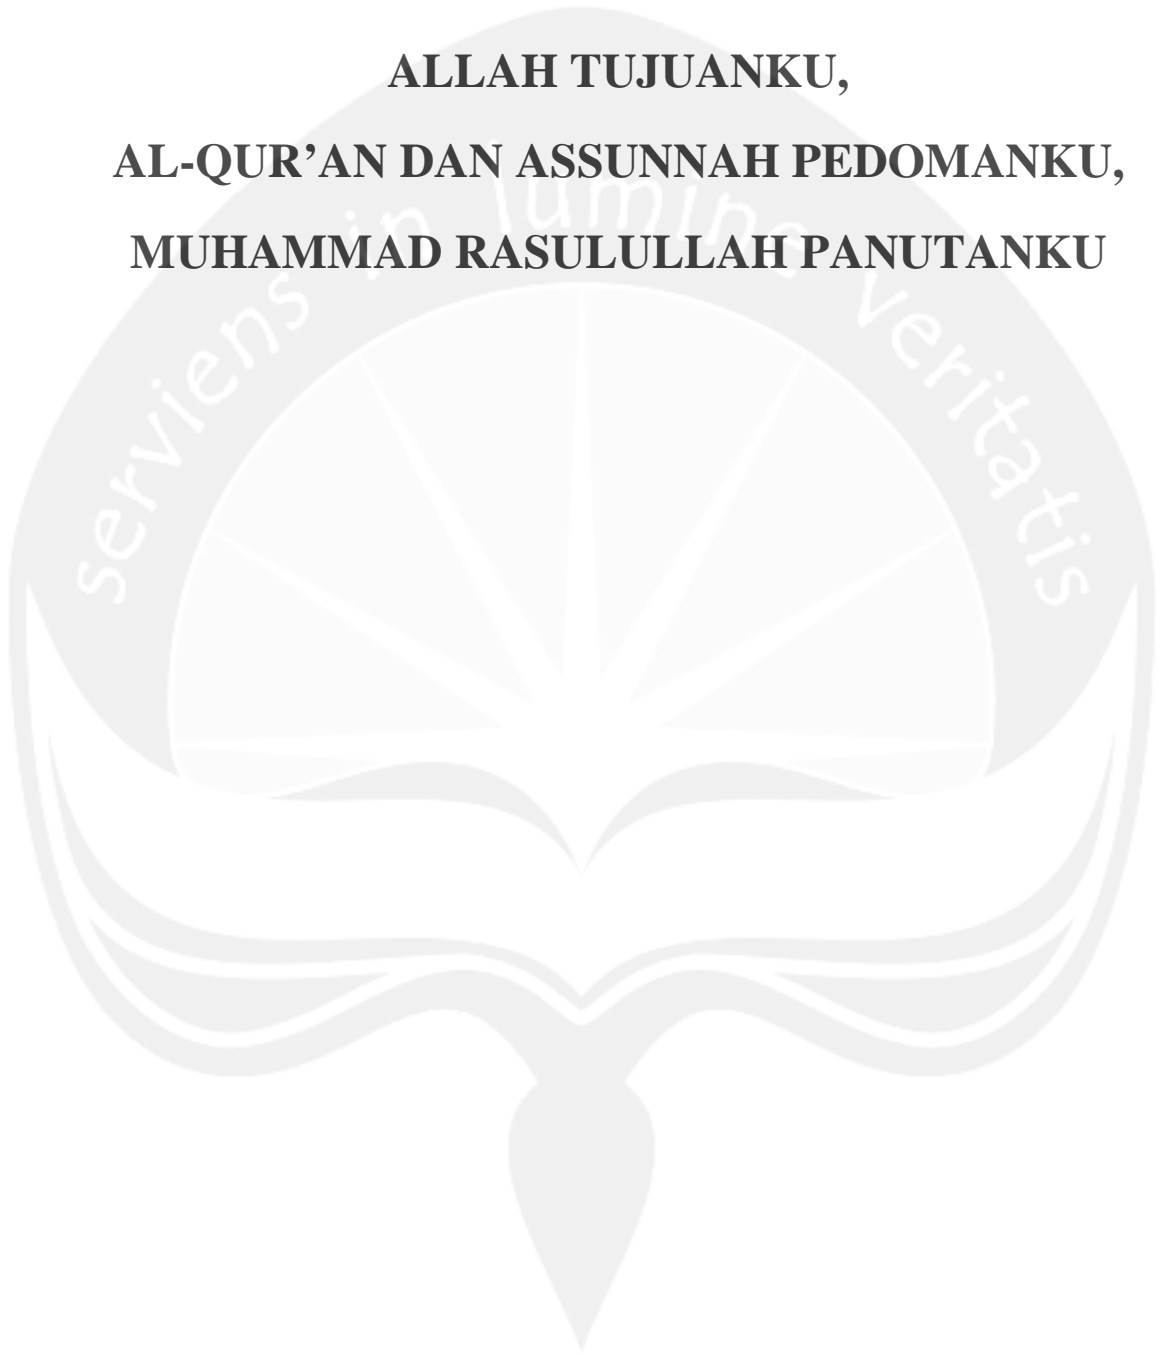 ALLAH TUJUANKU,
AL-QUR’AN DAN ASSUNNAH PEDOMANKU,
MUHAMMAD RASULULLAH PANUTANKU
serviens in lumine veritatis